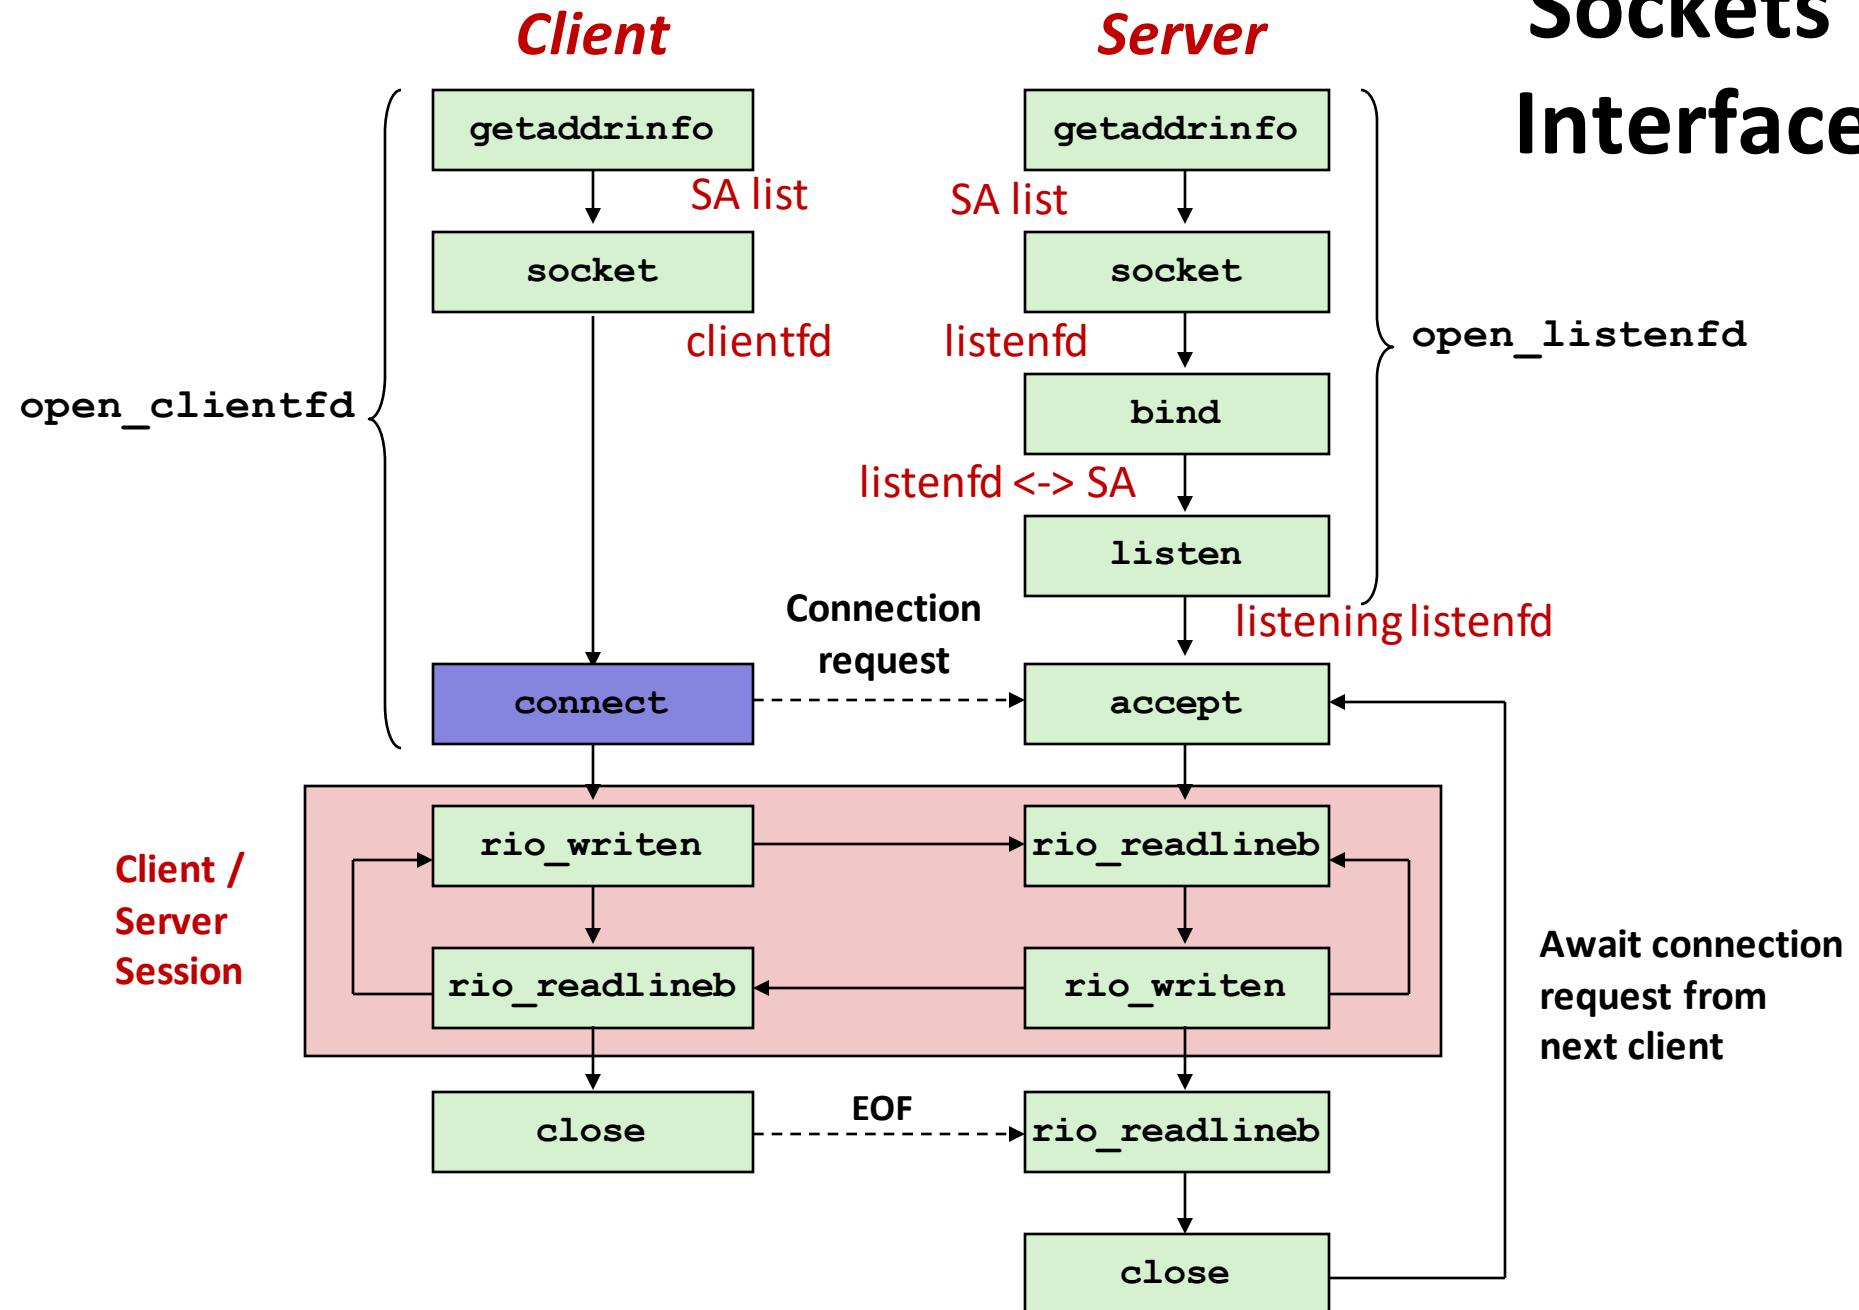 Sockets
Interface
Client
Server
getaddrinfo
getaddrinfo
SA list
SA list
socket
socket
clientfd
listenfd
open_listenfd
open_clientfd
bind
listenfd <-> SA
listen
Connection
request
listening listenfd
connect
accept
Client /
Server
Session
rio_writen
rio_readlineb
rio_readlineb
rio_writen
Await connection
request from
next client
close
EOF
rio_readlineb
close